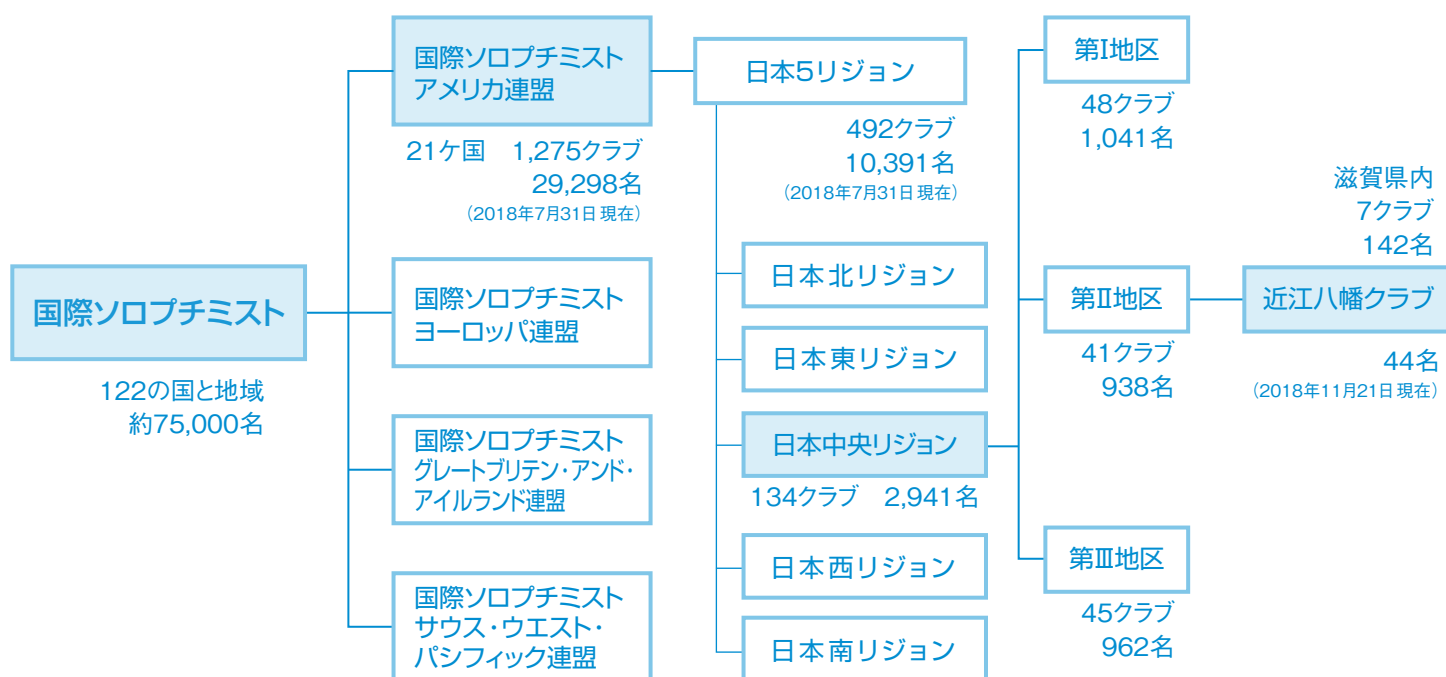 国際ソロプチミスト
122の国と地域
約75,000名
国際ソロプチミスト
アメリカ連盟
21ケ国　1,275クラブ
29,298名
（2018年7月31日 現在）
国際ソロプチミスト
ヨーロッパ連盟
国際ソロプチミスト
グレートブリテン・アンド・
アイルランド連盟
国際ソロプチミスト
サウス・ウエスト・
パシフィック連盟
日本5リジョン
492クラブ
10,391名
（2018年7月31日 現在）
日本北リジョン
日本東リジョン
日本中央リジョン
134クラブ　2,941名
日本西リジョン
日本南リジョン
第Ⅰ地区
48クラブ
1,041名
第Ⅱ地区
41クラブ
938名
第Ⅲ地区
45クラブ
962名
滋賀県内
7クラブ
142名
近江八幡クラブ
44名
（2018年11月21日 現在）